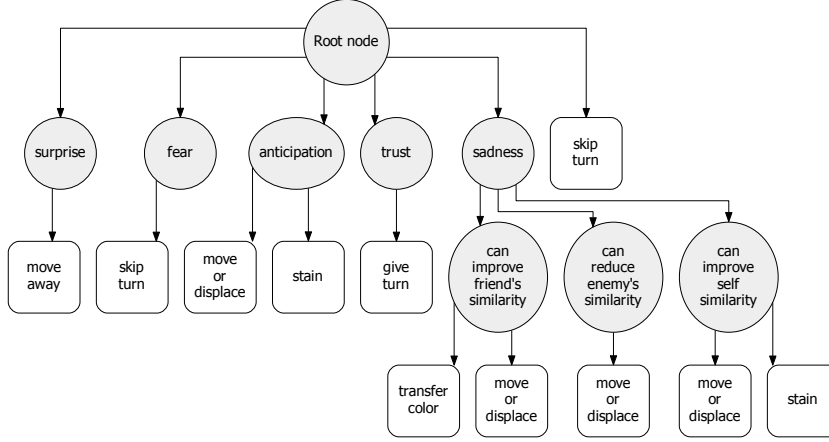 Root node
surprise
fear
anticipation
trust
sadness
skip
turn
move
away
skip
turn
move
or
displace
stain
give
turn
can
improve
friend's
similarity
can
reduce
enemy's
similarity
can
improve
self
similarity
transfer
color
move
or
displace
move
or
displace
move
or
displace
stain